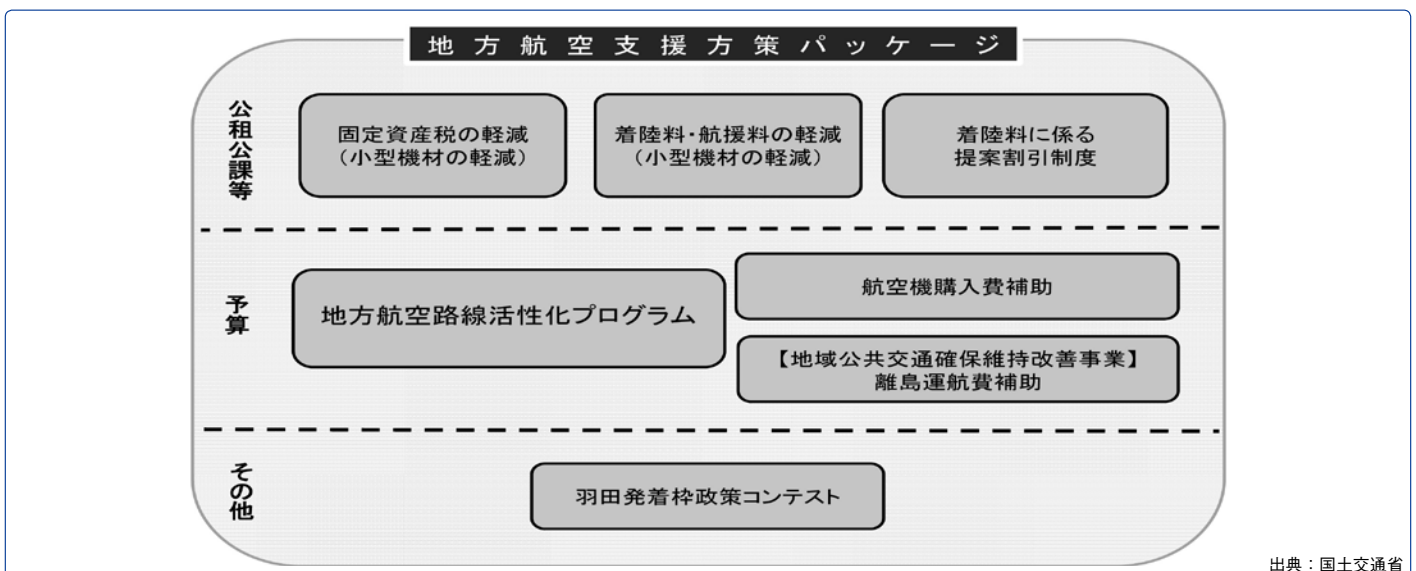 地方航空支援方策パッケージ
公租公課等
固定資産税の軽減
（小型機材の軽減）
着陸料・航援料の軽減
（小型機材の軽減）
着陸料に係る
提案割引制度
予算
地方航空路線活性化プログラム
航空機購入費補助
【地域公共交通確保維持改善事業】
離島運航費補助
その他
羽田発着枠政策コンテスト
出典：国土交通省